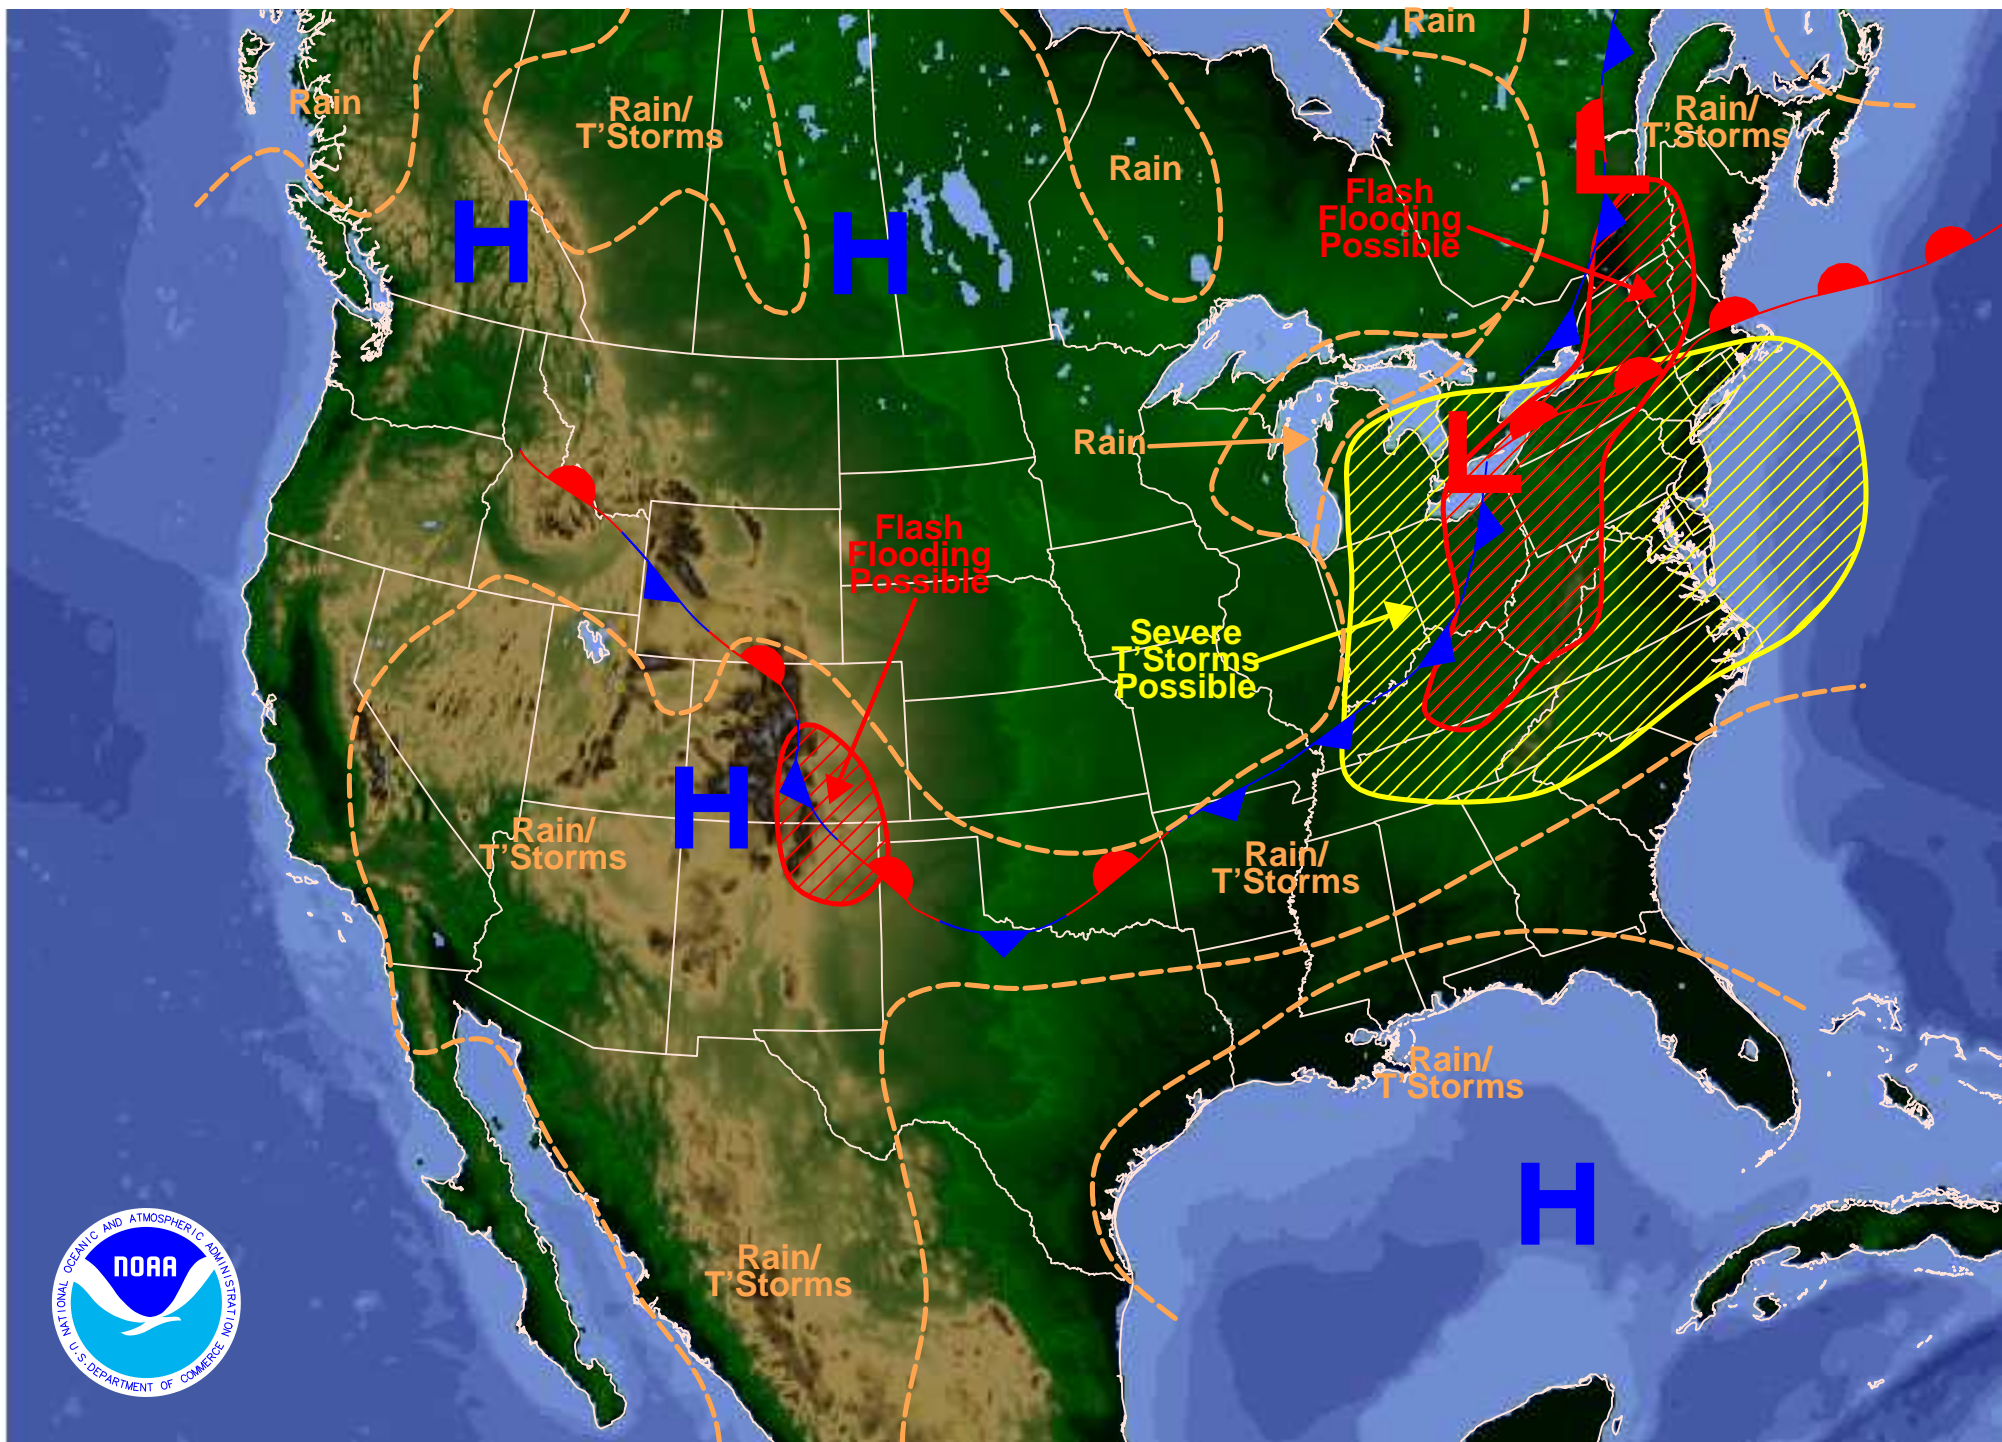 Rain
Rain
Rain/
T'Storms
Rain/
T'Storms
Rain
Flash
Flooding
Possible
H
H
L
Rain
L
Flash
Flooding
Possible
Severe
T'Storms
Possible
H
Rain/
T'Storms
Rain/
T'Storms
Rain/
T'Storms
H
Rain/
T'Storms
NATIONAL OCEANIC AND ATMOSPHERIC ADMINISTRATION
NOAA
U.S. DEPARTMENT OF COMMERCE